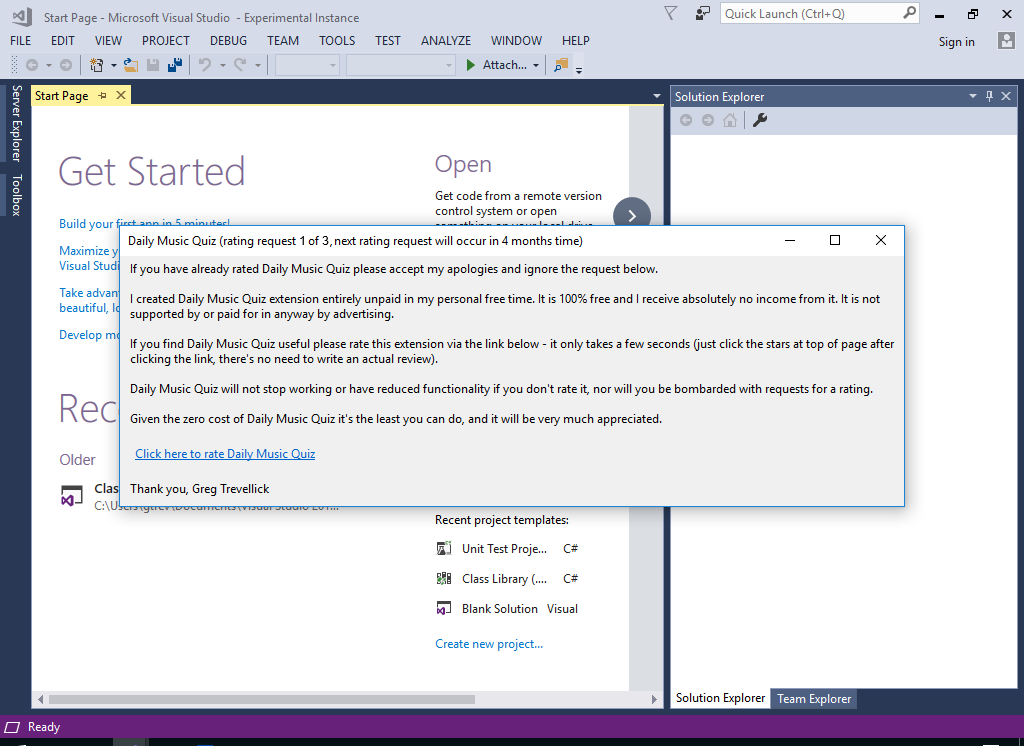 Start Page - Microsoft Visual Studio - Experimental Instance
Quick Launch (Ctrl+Q)
FILE EDIT VIEW PROJECT DEBUG TEAM TOOLS TEST ANALYZE WINDOW HELP
Sign in
Attach...
Server Explorer
Toolbox
Start Page
Get Started
Build your first app in 5 minutes!
Maximize y
Visual Studi
Take advan
beautiful, lo
Develop mo
Rec
Older
Clas
C:\Users\gtrev\Documents\Visual Studio 201...
Open
Get code from a remote version
control system or open
something on your local drive.
Daily Music Quiz (rating request 1 of 3, next rating request will occur in 4 months time)
If you have already rated Daily Music Quiz please accept my apologies and ignore the request below.
I created Daily Music Quiz extension entirely unpaid in my personal free time. It is 100% free and I receive absolutely no income from it. It is not
supported by or paid for in anyway by advertising.
If you find Daily Music Quiz useful please rate this extension via the link below - it only takes a few seconds (just click the stars at top of page after
clicking the link, there's no need to write an actual review).
Daily Music Quiz will not stop working or have reduced functionality if you don't rate it, nor will you be bombarded with requests for a rating.
Given the zero cost of Daily Music Quiz it's the least you can do, and it will be very much appreciated.
Click here to rate Daily Music Quiz
Thank you, Greg Trevellick
Recent project templates:
Unit Test Proje... C#
Class Library (.... C#
Blank Solution Visual
Create new project...
Solution Explorer
Solution Explorer Team Explorer
Ready